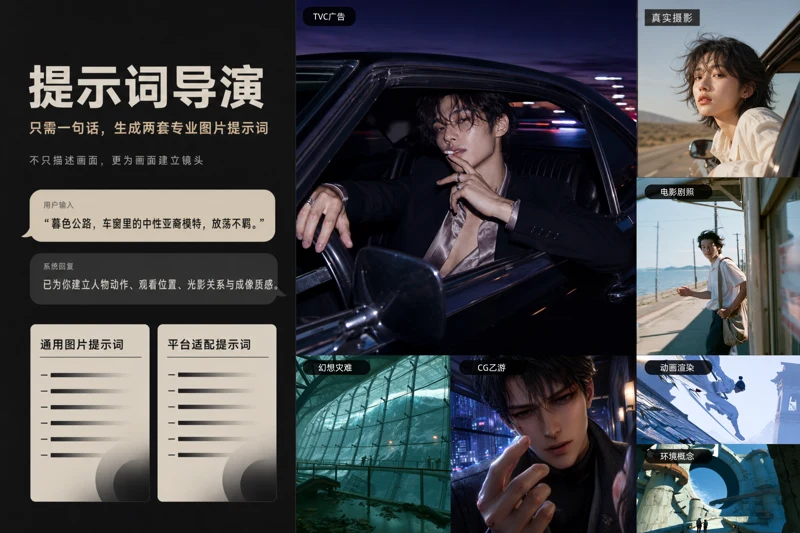 提示词导演
只需一句话，生成两套专业图片提示词
不只描述画面，更为画面建立镜头
用户输入
“暮色公路，车窗里的中性亚裔模特，放荡不羁。”
系统回复
已为你建立人物动作、观看位置、光影关系与成像质感。
通用图片提示词
平台适配提示词
TVC广告
真实摄影
电影剧照
幻想灾难
CG乙游
动画渲染
环境概念